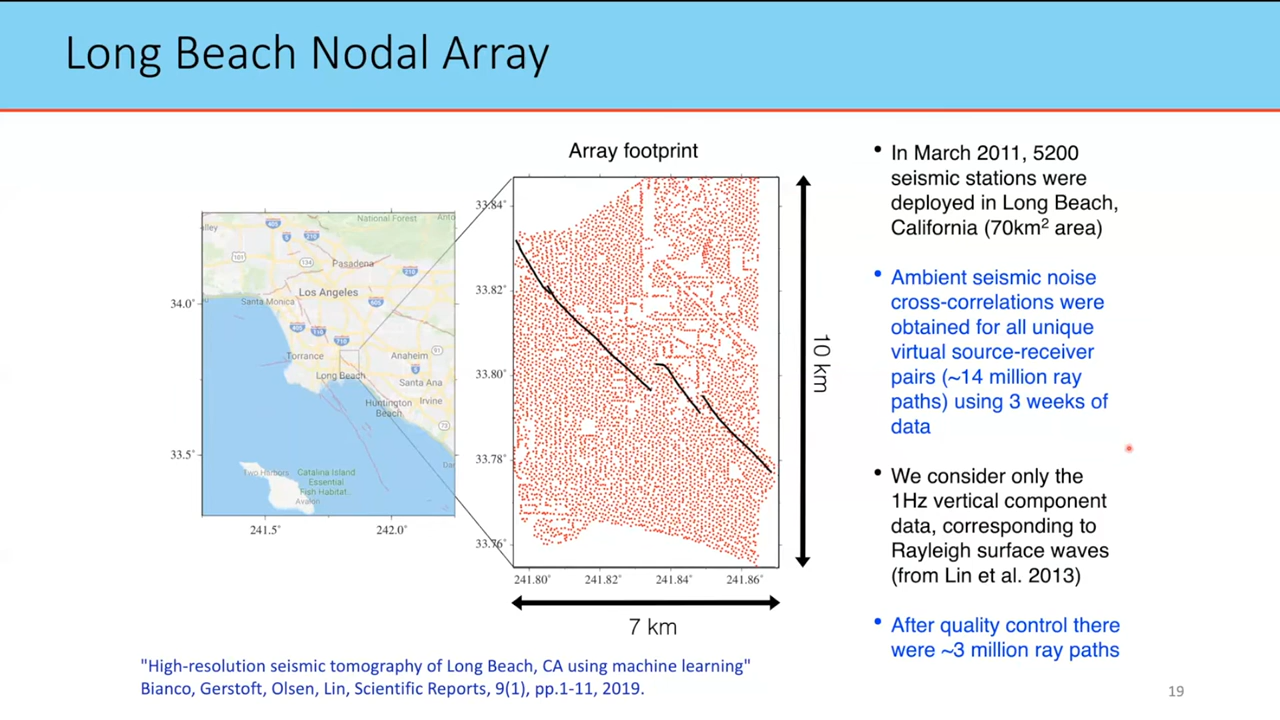 Long Beach Nodal Array
Array footprint
33.84°
33.82°
33.80°
33.78°
33.76°
241.80°
241.82°
241.84°
241.86°
10 km
7 km
34.0°
33.5°
241.5°
242.0°
National Forest
Pasadena
Los Angeles
Santa Monica
Torrance
Anaheim
Long Beach
Santa Ana
Huntington
Beach
Irvine
Two Harbors
Catalina Island
Essential
Fish Habitat..
Avalon
• In March 2011, 5200
seismic stations were
deployed in Long Beach,
California (70km² area)
• Ambient seismic noise
cross-correlations were
obtained for all unique
virtual source-receiver
pairs (~14 million ray
paths) using 3 weeks of
data
• We consider only the
1Hz vertical component
data, corresponding to
Rayleigh surface waves
(from Lin et al. 2013)
• After quality control there
were ~3 million ray paths
"High-resolution seismic tomography of Long Beach, CA using machine learning"
Bianco, Gerstoft, Olsen, Lin, Scientific Reports, 9(1), pp.1-11, 2019.
19